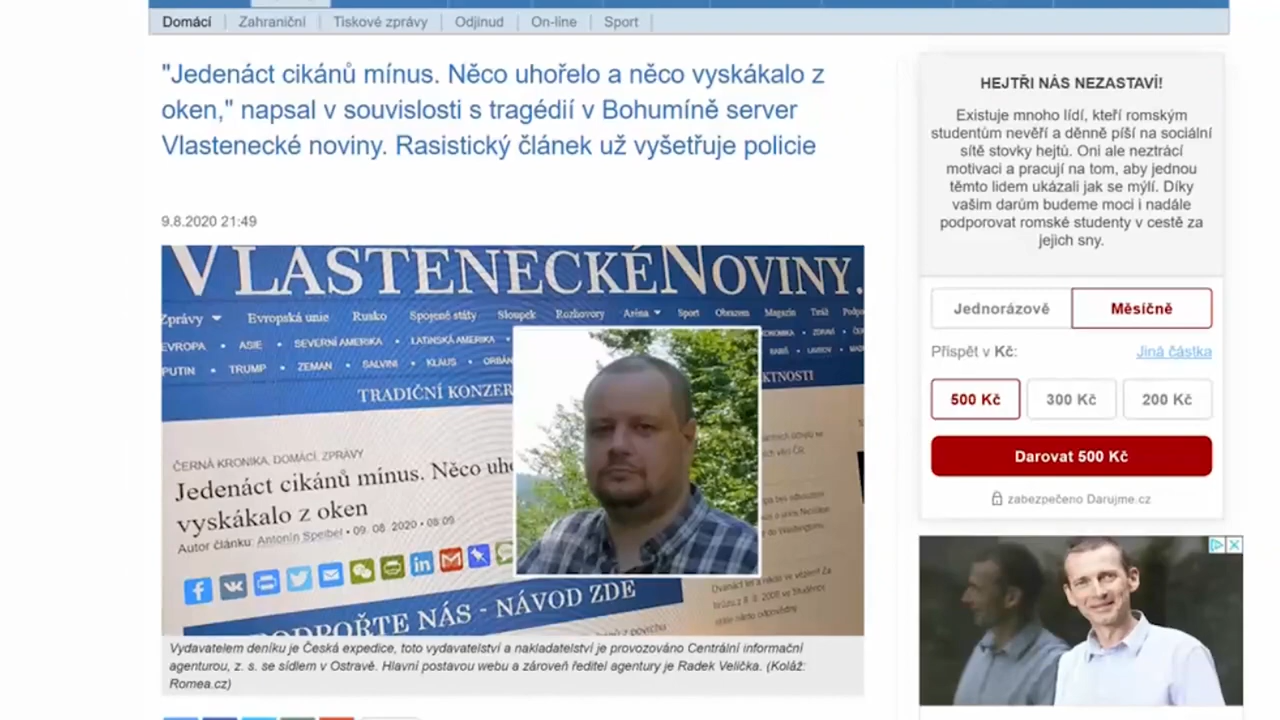 Domácí Zahraniční Tiskové zprávy Odjinud On-line Sport
"Jedenáct cikánů mínus. Něco uhořelo a něco vyskákalo z
oken," napsal v souvislosti s tragédií v Bohumíně server
Vlastenecké noviny. Rasistický článek už vyšetřuje policie
9.8.2020 21:49
VLASTENECKÉNOVINY.
Zprávy Evropská unie Rusko Spojené státy Sloupek Rozhovory Aréna Sport Obrazem Magazín Tiráž
EVROPA • ASIE • SEVERNÍ AMERIKA • LATINSKÁ AMERIKA •
PUTIN • TRUMP • ZEMAN • SALVINI • KLAUS • ORBÁN
TRADIČNÍ KONZER
KTNOSTI
ČERNÁ KRONIKA, DOMÁCÍ, ZPRÁVY
Jedenáct cikánů mínus. Něco uho
vyskákalo z oken
Autor článku: Antonín Speibel • 09. 08. 2020 • 08:09
PODPOŘTE NÁS - NÁVOD ZDE
Vydavatelem deníku je Česká expedice, toto vydavatelství a nakladatelství je provozováno Centrální informační
agenturou, z. s. se sídlem v Ostravě. Hlavní postavou webu a zároveň ředitel agentury je Radek Velička. (Koláž:
Romea.cz)
HEJTŘI NÁS NEZASTAVÍ!
Existuje mnoho lídí, kteří romským
studentům nevěří a děnně píší na sociální
sítě stovky hejtů. Oni ale neztrácí
motivaci a pracují na tom, aby jednou
těmto lidem ukázali jak se mýlí. Díky
vašim darům budeme moci i nadále
podporovat romské studenty v cestě za
jejich sny.
Jednorázově Měsíčně
Přispět v Kč: Jiná částka
500 Kč 300 Kč 200 Kč
Darovat 500 Kč
zabezpečeno Darujme.cz